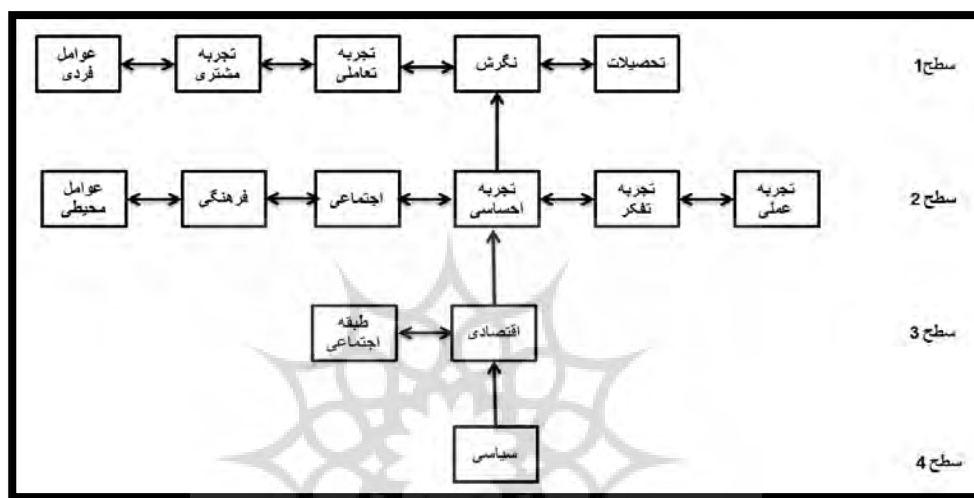 سطح1
تحصیلات
نگرش
تجربه
تعاملی
تجربه
مشتری
عوامل
فردی
سطح 2
تجربه
عملی
تجربه
تفکر
تجربه
احساسی
اجتماعی
فرهنگی
عوامل
محیطی
سطح 3
اقتصادی
طبقه
اجتماعی
سطح 4
سیاسی